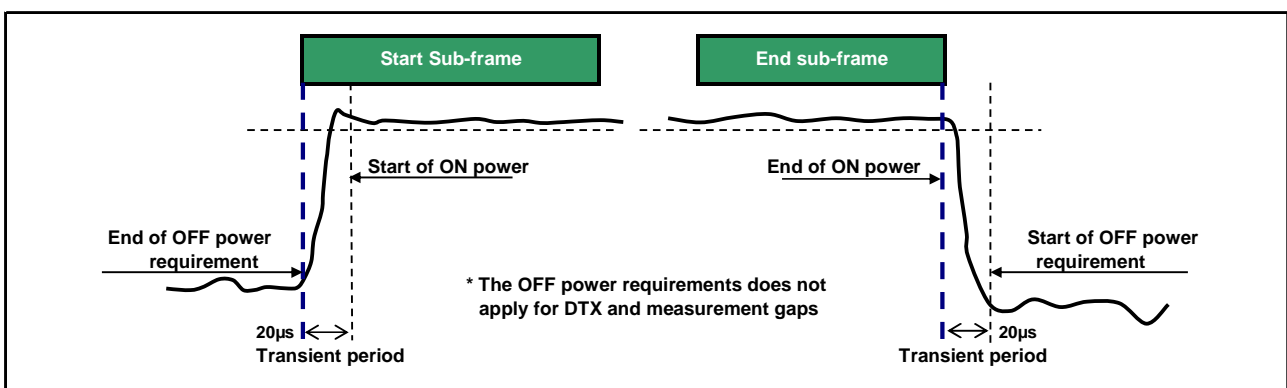 Start Sub-frame
End sub-frame
Start of ON power
End of ON power
End of OFF power
requirement
Start of OFF power
requirement
* The OFF power requirements does not
apply for DTX and measurement gaps
20µs
Transient period
20µs
Transient period